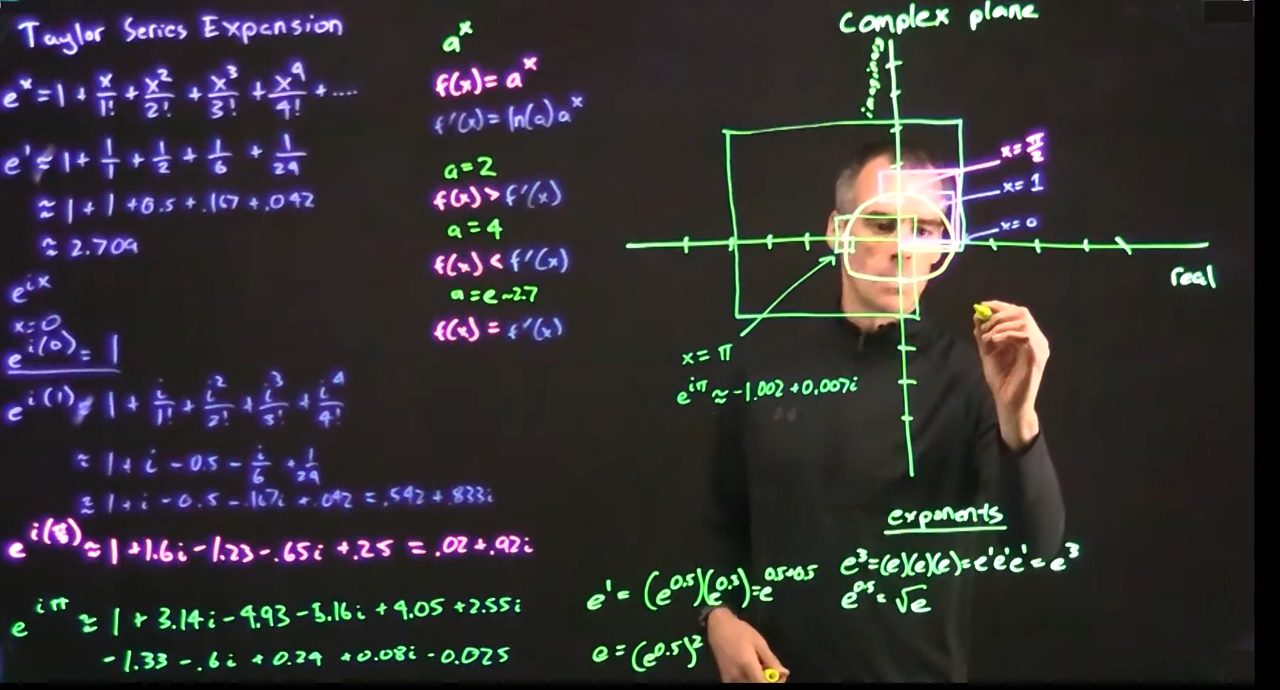 Taylor Series Expansion
e^x = 1 + x/1! + x²/2! + x³/3! + x⁴/4! + ....
e' ≈ 1 + 1/1 + 1/2 + 1/6 + 1/24
≈ 1 + 1 + 0.5 + .167 + .042
≈ 2.709
e^{ix}
x=0
e^{i(0)} = 1
e^{i(1)} ≈ 1 + i/1! + i²/2! + i³/3! + i⁴/4!
≈ 1 + i - 0.5 - i/6 + 1/24
≈ 1 + i - 0.5 - .167i + .042 = .542 + .833i
≈ 1 + 1.6i - 1.23 - .65i + .25 = .02 + .92i
e^{iπ} ≈ 1 + 3.14i - 4.93 - 5.16i + 4.05 + 2.55i
- 1.33 - .6i + 0.24 + 0.08i - 0.025
a^x
f(x) = a^x
f'(x) = ln(a) a^x
a=2
f(x) > f'(x)
a=4
f(x) < f'(x)
a=e~2.7
f(x) = f'(x)
Complex plane
imaginary
x = π/2
x = 1
x = 0
real
x = π
e^{iπ} ≈ -1.002 + 0.007i
exponents
e' = (e^{0.5})(e^{0.5}) = e^{0.5+0.5}
e = (e^{0.5})²
e³ = (e)(e)(e) = e'e'e' = e³
e^{0.5} = √e